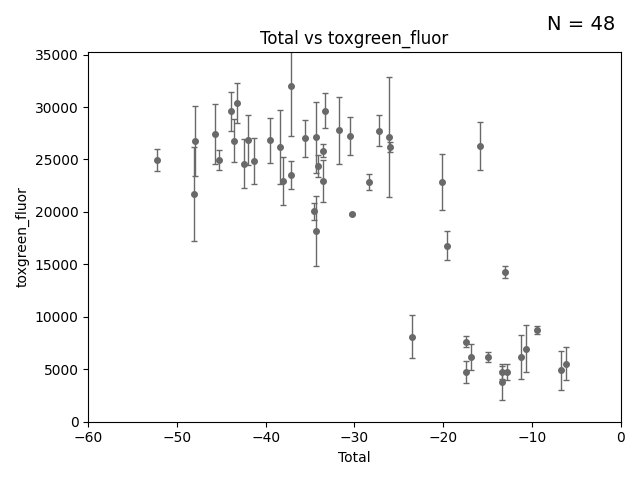 N = 48
Total vs toxgreen_fluor
35000
30000
25000
20000
15000
10000
5000
0
toxgreen_fluor
−60 −50 −40 −30 −20 −10 0
Total